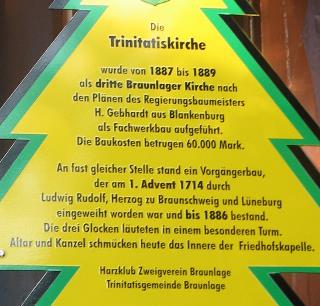 Die
Trinitatiskirche
wurde von 1887 bis 1889
als dritte Braunlager Kirche nach
den Plänen des Regierungsbaumeisters
H. Gebhardt aus Blankenburg
als Fachwerkbau aufgeführt.
Die Baukosten betrugen 60.000 Mark.
An fast gleicher Stelle stand ein Vorgängerbau,
der am 1. Advent 1714 durch
Ludwig Rudolf, Herzog zu Braunschweig und Lüneburg
eingeweiht worden war und bis 1886 bestand.
Die drei Glocken läuteten in einem besonderen Turm.
Altar und Kanzel schmücken heute das Innere der Friedhofskapelle.
Harzklub Zweigverein Braunlage
Trinitatisgemeinde Braunlage